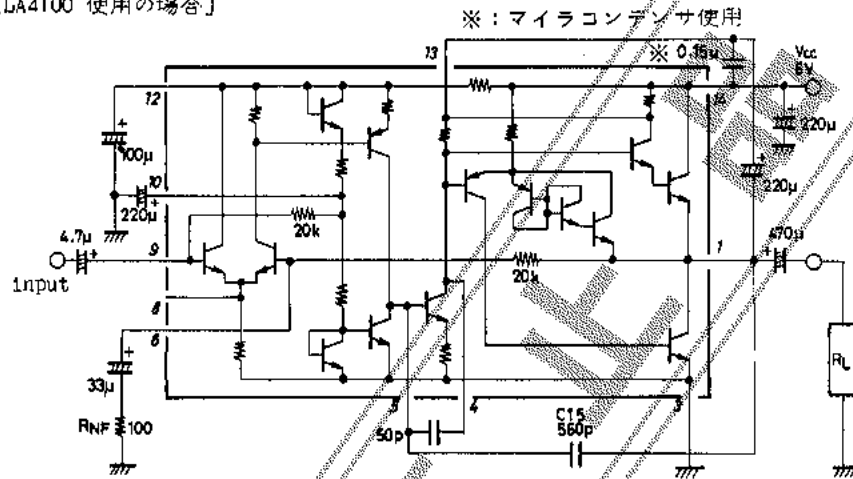 LA4100 使用の場合］
※：マイラコンデンサ使用
13
※ 0.15μ
Vcc
6V
12
14
100μ
220μ
10
220μ
220μ
20k
4.7μ
9
1
470μ
20k
input
8
6
33μ
RL
5
4
3
RNF 100
50p
C15
560p